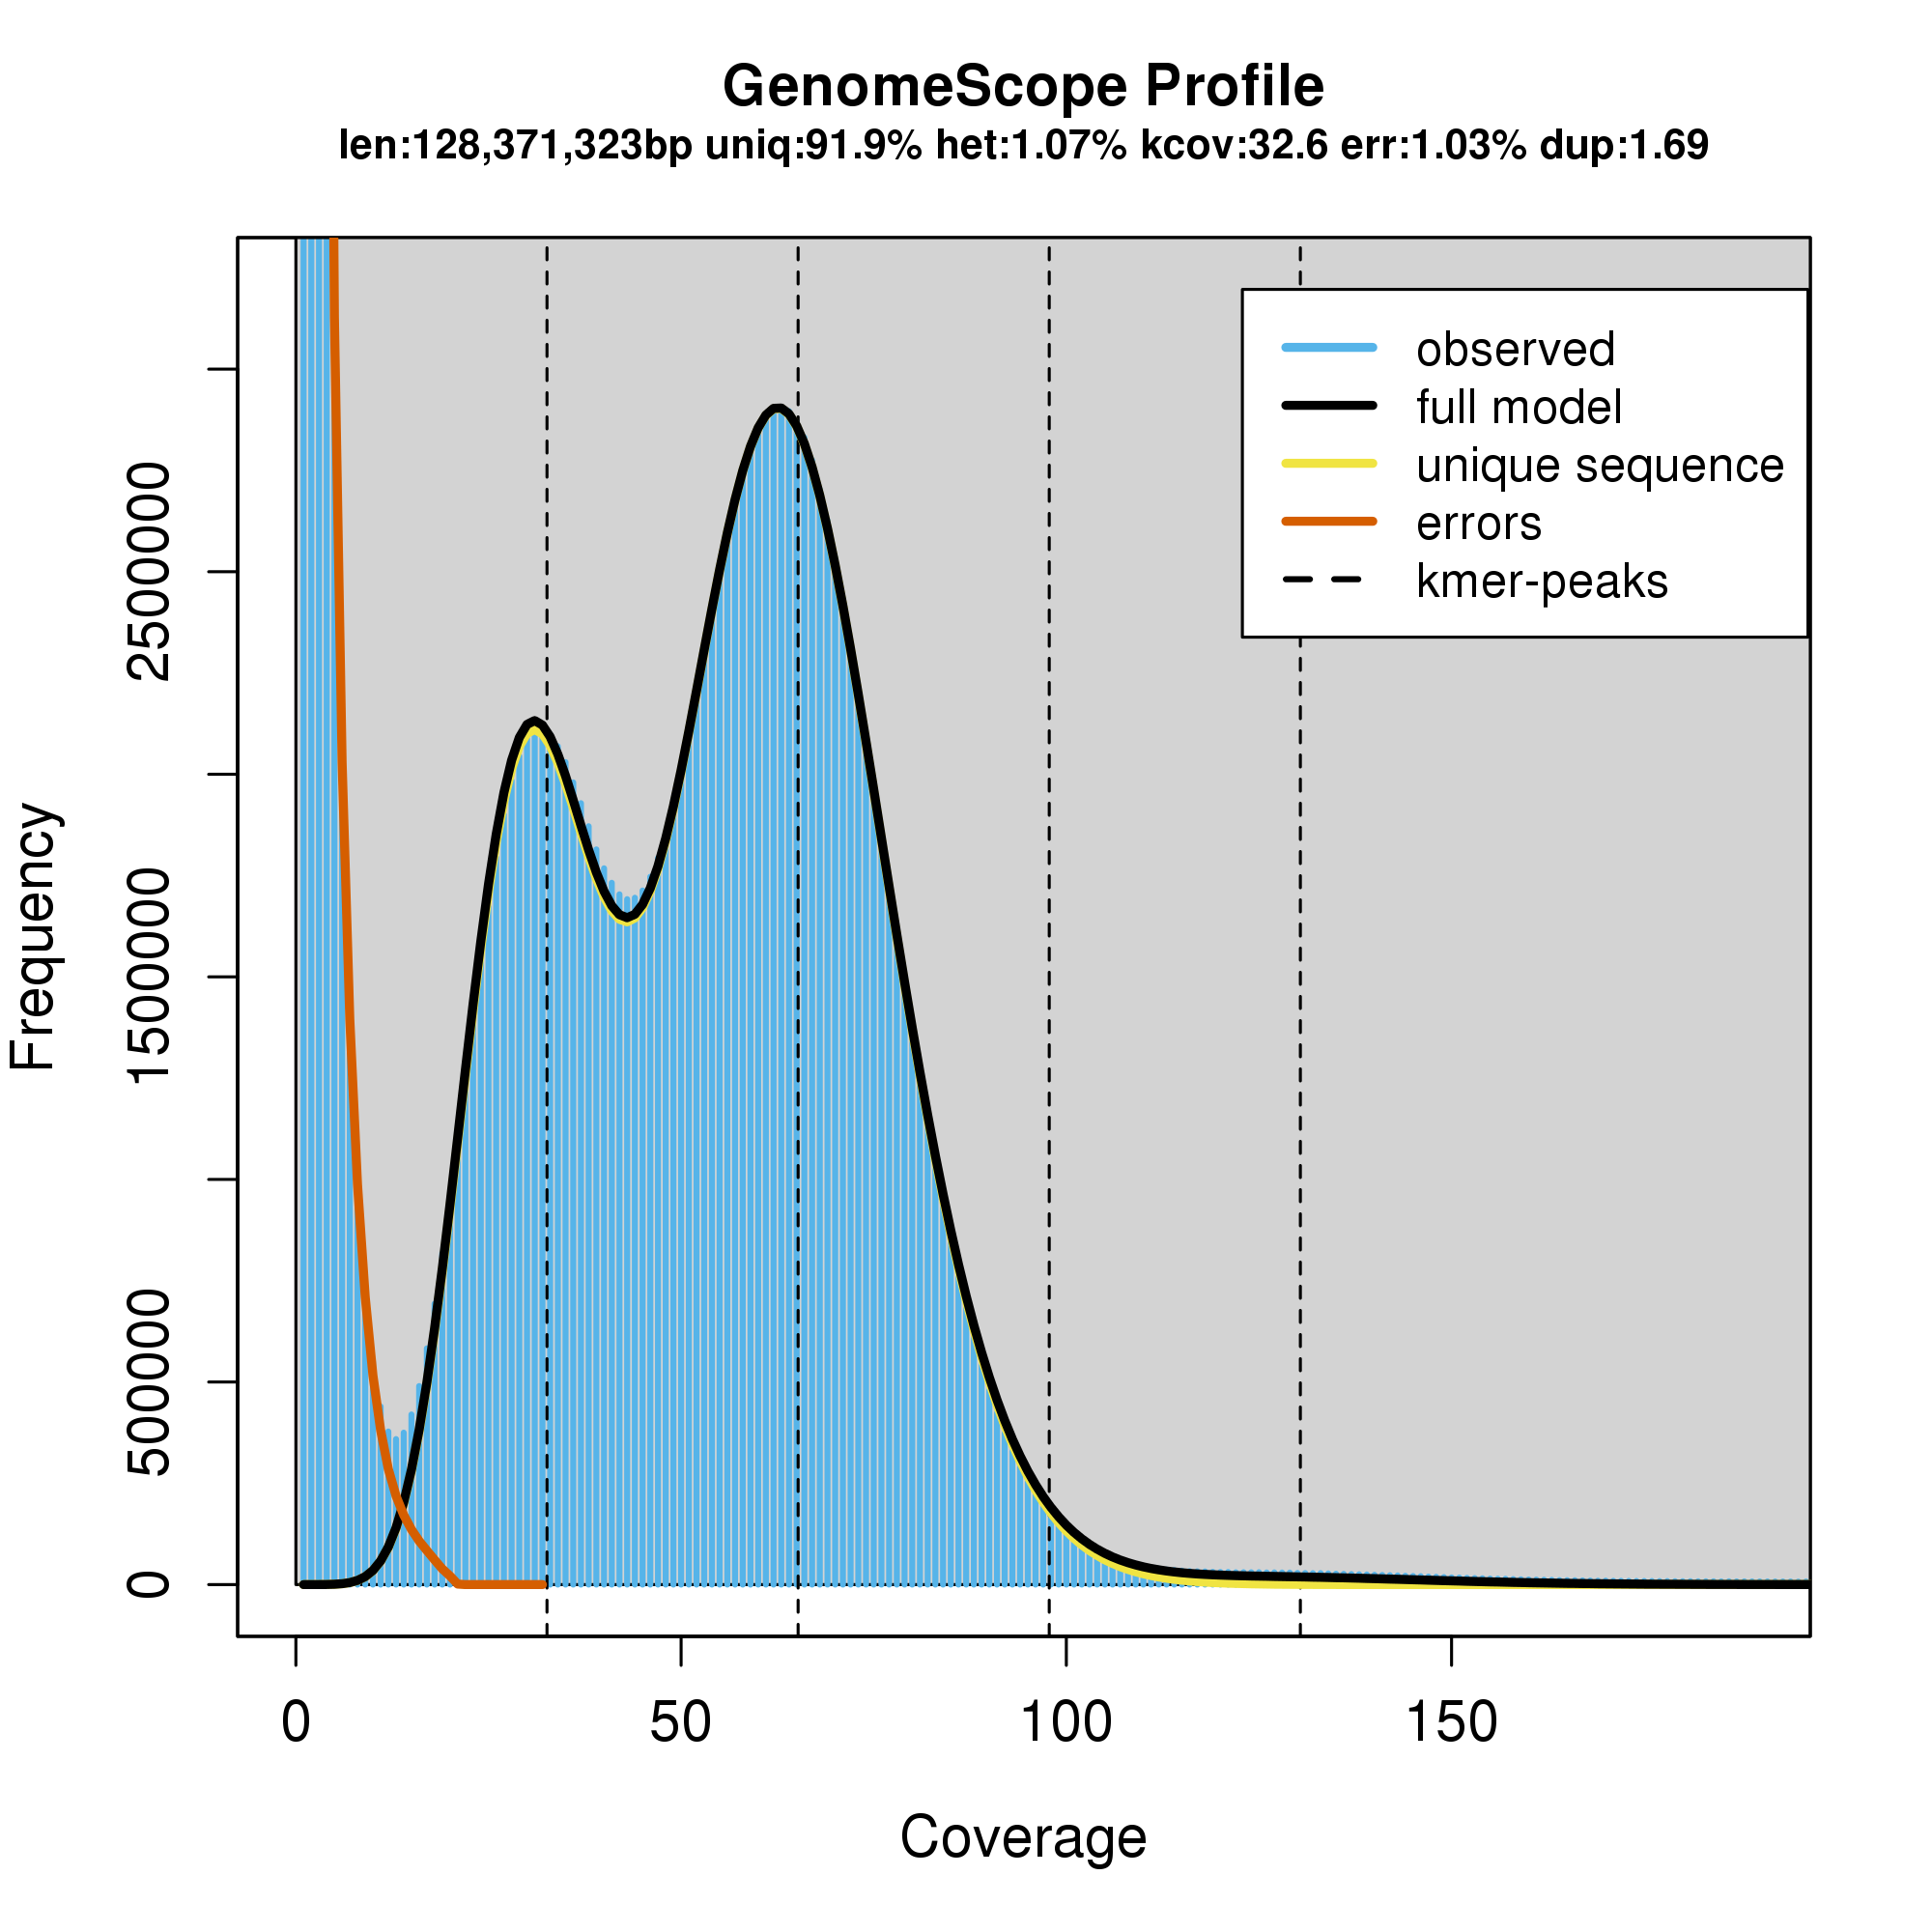 GenomeScope Profile
len:128,371,323bp uniq:91.9% het:1.07% kcov:32.6 err:1.03% dup:1.69
observed
full model
unique sequence
errors
kmer-peaks
Frequency
2500000
1500000
500000
0
0 50 100 150
Coverage